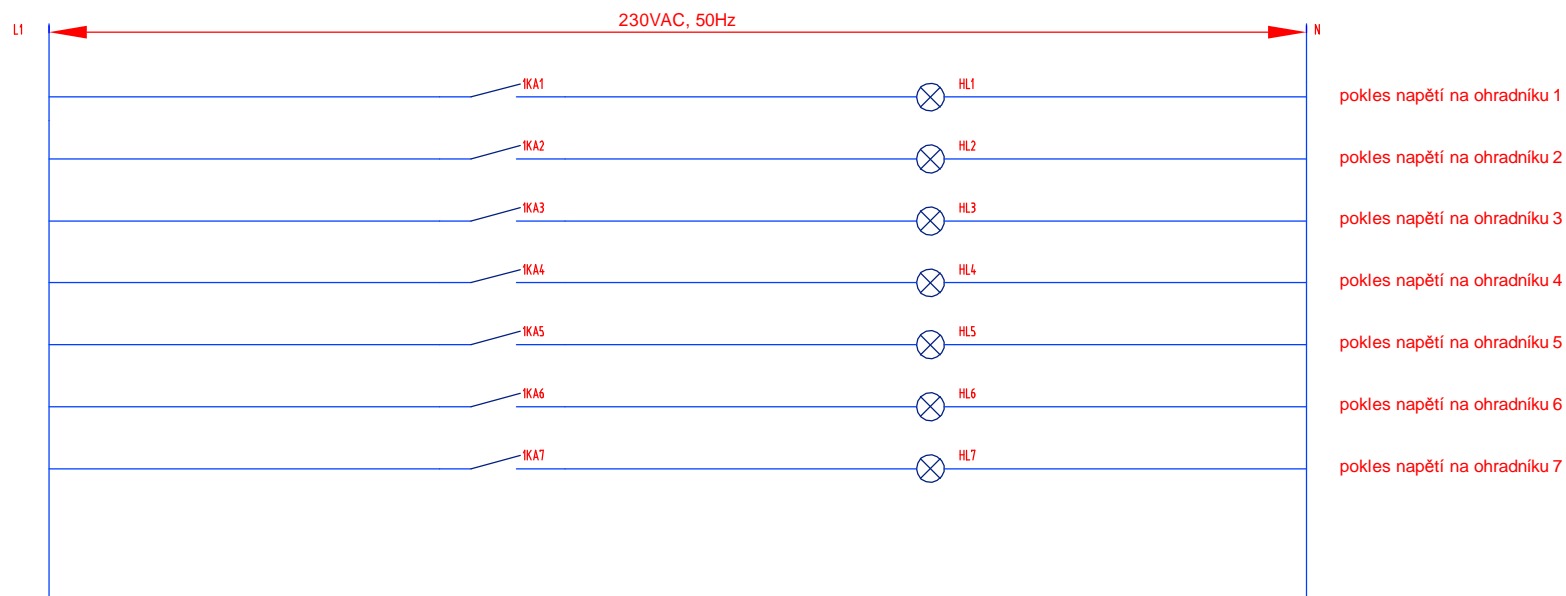 230VAC, 50Hz
L1 N
1KA1 HL1 pokles napětí na ohradníku 1
1KA2 HL2 pokles napětí na ohradníku 2
1KA3 HL3 pokles napětí na ohradníku 3
1KA4 HL4 pokles napětí na ohradníku 4
1KA5 HL5 pokles napětí na ohradníku 5
1KA6 HL6 pokles napětí na ohradníku 6
1KA7 HL7 pokles napětí na ohradníku 7